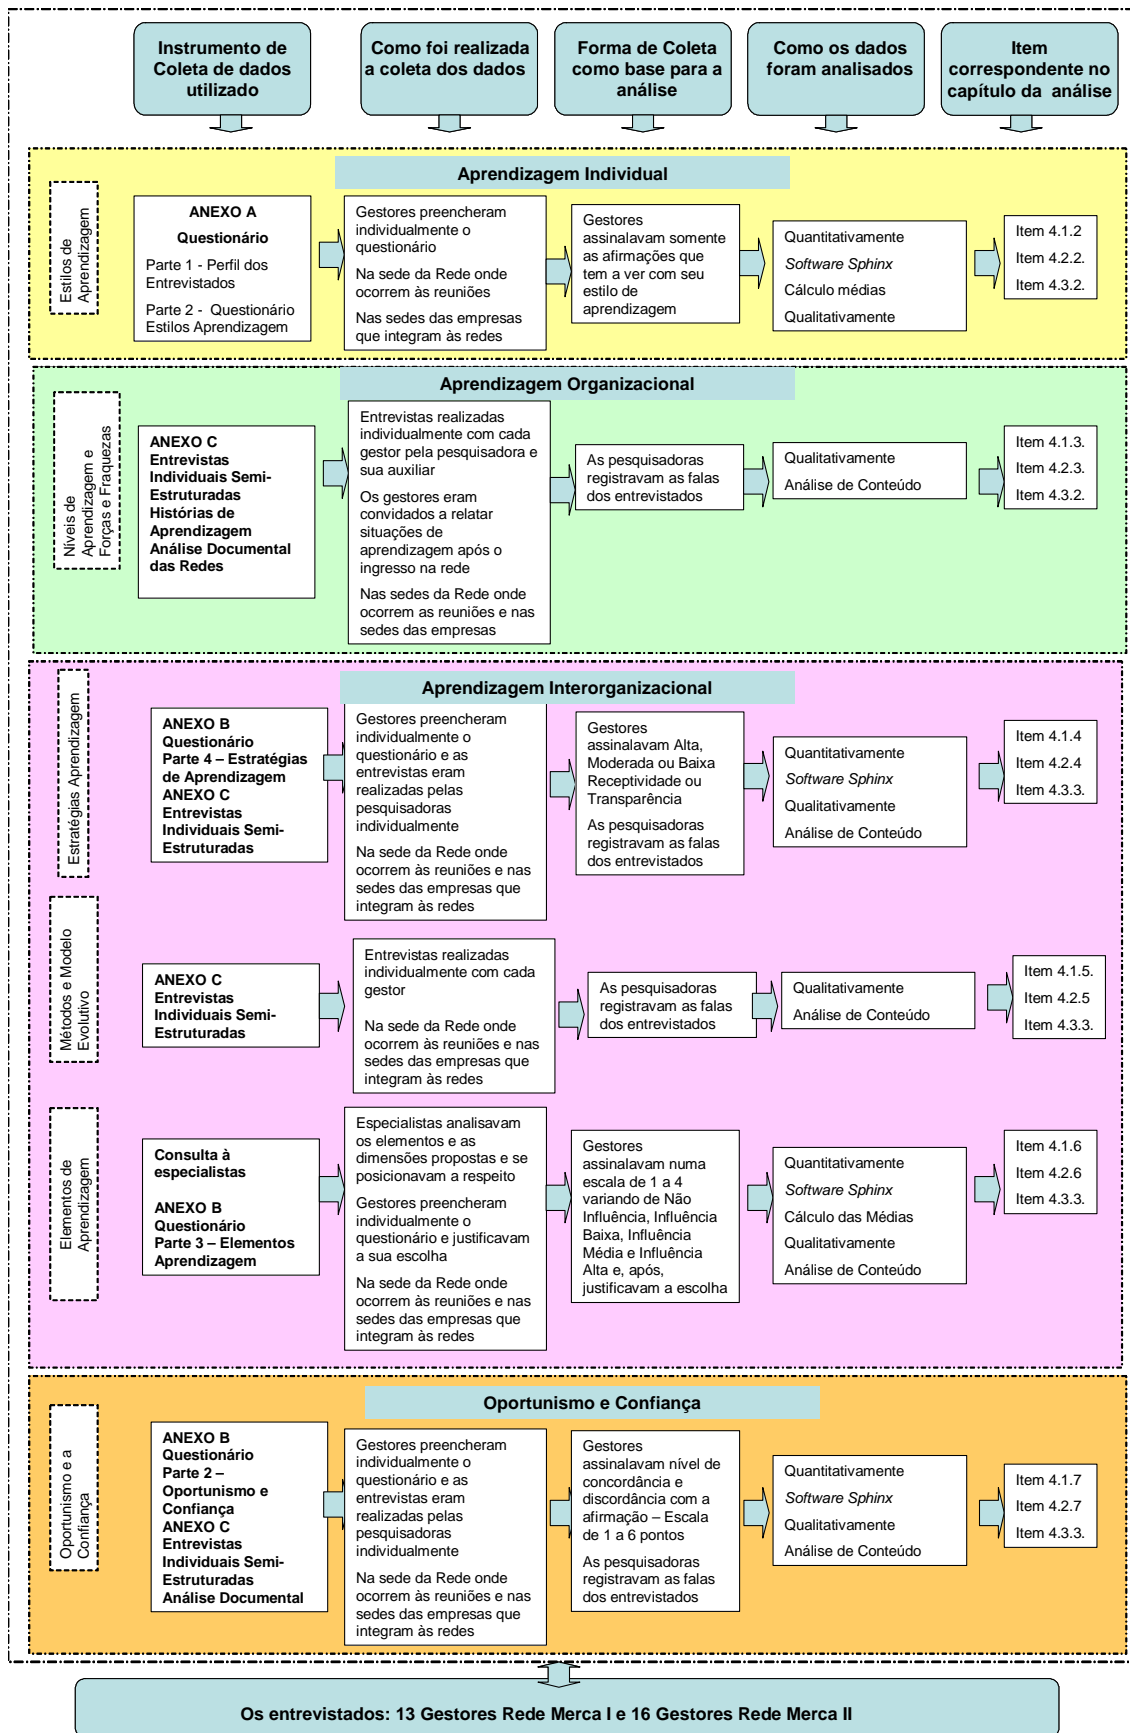 Instrumento de
Coleta de dados
utilizado
Como foi realizada
a coleta dos dados
Forma de Coleta
como base para a
análise
Como os dados
foram analisados
Item
correspondente no
capítulo da análise
Aprendizagem Individual
Estilos de
Aprendizagem
ANEXO A
Questionário
Parte 1 - Perfil dos
Entrevistados
Parte 2 - Questionário
Estilos Aprendizagem
Gestores preencheram
individualmente o
questionário
Na sede da Rede onde
ocorrem às reuniões
Nas sedes das empresas
que integram às redes
Gestores
assinalavam somente
as afirmações que
tem a ver com seu
estilo de
aprendizagem
Quantitativamente
Software Sphinx
Cálculo médias
Qualitativamente
Item 4.1.2
Item 4.2.2.
Item 4.3.2.
Aprendizagem Organizacional
Níveis de
Aprendizagem e
Forças e Fraquezas
ANEXO C
Entrevistas
Individuais Semi-
Estruturadas
Histórias de
Aprendizagem
Análise Documental
das Redes
Entrevistas realizadas
individualmente com cada
gestor pela pesquisadora e
sua auxiliar
Os gestores eram
convidados a relatar
situações de
aprendizagem após o
ingresso na rede
Nas sedes da Rede onde
ocorrem as reuniões e nas
sedes das empresas
As pesquisadoras
registravam as falas
dos entrevistados
Qualitativamente
Análise de Conteúdo
Item 4.1.3.
Item 4.2.3.
Item 4.3.2.
Aprendizagem Interorganizacional
Estratégias Aprendizagem
ANEXO B
Questionário
Parte 4 – Estratégias
de Aprendizagem
ANEXO C
Entrevistas
Individuais Semi-
Estruturadas
Gestores preencheram
individualmente o
questionário e as
entrevistas eram
realizadas pelas
pesquisadoras
individualmente
Na sede da Rede onde
ocorrem às reuniões e nas
sedes das empresas que
integram às redes
Gestores
assinalavam Alta,
Moderada ou Baixa
Receptividade ou
Transparência
As pesquisadoras
registravam as falas
dos entrevistados
Quantitativamente
Software Sphinx
Qualitativamente
Análise de Conteúdo
Item 4.1.4
Item 4.2.4
Item 4.3.3.
Métodos e Modelo
Evolutivo
ANEXO C
Entrevistas
Individuais Semi-
Estruturadas
Entrevistas realizadas
individualmente com cada
gestor
Na sede da Rede onde
ocorrem às reuniões e nas
sedes das empresas que
integram às redes
As pesquisadoras
registravam as falas
dos entrevistados
Qualitativamente
Análise de Conteúdo
Item 4.1.5.
Item 4.2.5
Item 4.3.3.
Elementos de
Aprendizagem
Consulta à
especialistas
ANEXO B
Questionário
Parte 3 – Elementos
Aprendizagem
Especialistas analisavam
os elementos e as
dimensões propostas e se
posicionavam a respeito
Gestores preencheram
individualmente o
questionário e justificavam
a sua escolha
Na sede da Rede onde
ocorrem às reuniões e nas
sedes das empresas que
integram às redes
Gestores
assinalavam numa
escala de 1 a 4
variando de Não
Influência, Influência
Baixa, Influência
Média e Influência
Alta e, após,
justificavam a escolha
Quantitativamente
Software Sphinx
Cálculo das Médias
Qualitativamente
Análise de Conteúdo
Item 4.1.6
Item 4.2.6
Item 4.3.3.
Oportunismo e Confiança
Oportunismo e a
Confiança
ANEXO B
Questionário
Parte 2 –
Oportunismo e
Confiança
ANEXO C
Entrevistas
Individuais Semi-
Estruturadas
Análise Documental
Gestores preencheram
individualmente o
questionário e as
entrevistas eram
realizadas pelas
pesquisadoras
individualmente
Na sede da Rede onde
ocorrem às reuniões e nas
sedes das empresas que
integram às redes
Gestores
assinalavam nível de
concordância e
discordância com a
afirmação – Escala
de 1 a 6 pontos
As pesquisadoras
registravam as falas
dos entrevistados
Quantitativamente
Software Sphinx
Qualitativamente
Análise de Conteúdo
Item 4.1.7
Item 4.2.7
Item 4.3.3.
Os entrevistados: 13 Gestores Rede Merca I e 16 Gestores Rede Merca II